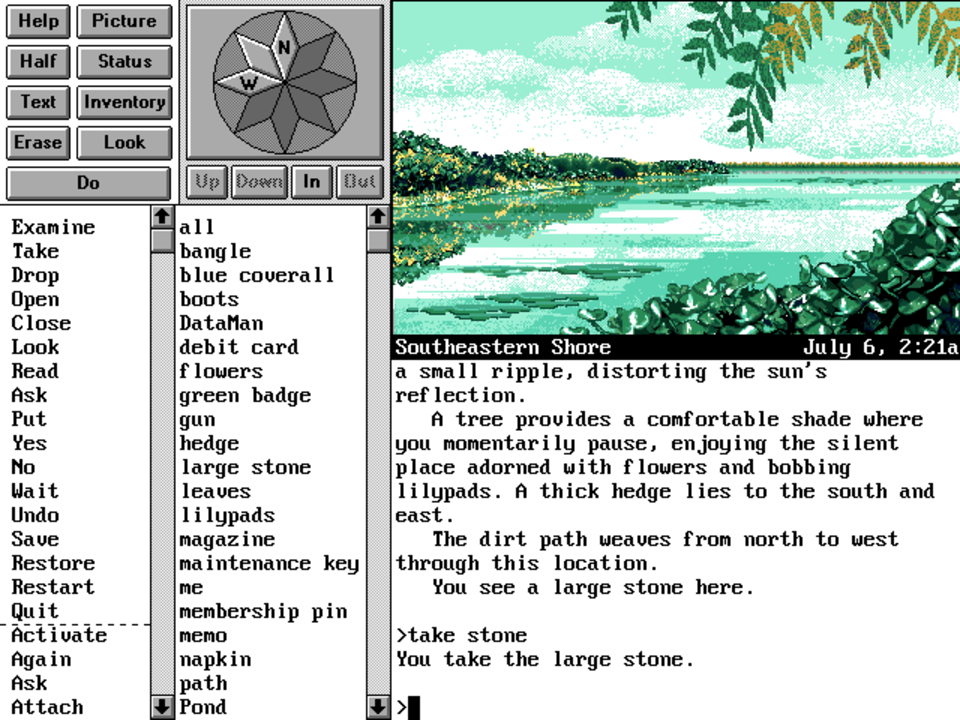 Help Picture
Half Status
Text Inventory
Erase Look
Do
N
W
Up Down In Out
Examine
Take
Drop
Open
Close
Look
Read
Ask
Put
Yes
No
Wait
Undo
Save
Restore
Restart
Quit
Activate
Again
Ask
Attach
all
bangle
blue coverall
boots
DataMan
debit card
flowers
green badge
gun
hedge
large stone
leaves
lilypads
magazine
maintenance key
me
membership pin
memo
napkin
path
Pond
Southeastern Shore July 6, 2:21a
a small ripple, distorting the sun's
reflection.
A tree provides a comfortable shade where
you momentarily pause, enjoying the silent
place adorned with flowers and bobbing
lilypads. A thick hedge lies to the south and
east.
The dirt path weaves from north to west
through this location.
You see a large stone here.
>take stone
You take the large stone.
>